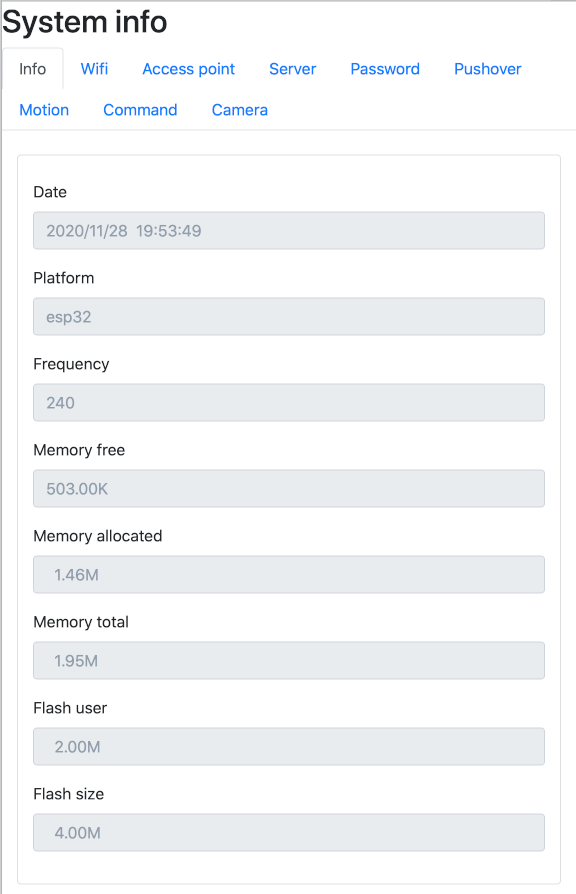 System info
Info Wifi Access point Server Password Pushover
Motion Command Camera
Date
2020/11/28 19:53:49
Platform
esp32
Frequency
240
Memory free
503.00K
Memory allocated
1.46M
Memory total
1.95M
Flash user
2.00M
Flash size
4.00M